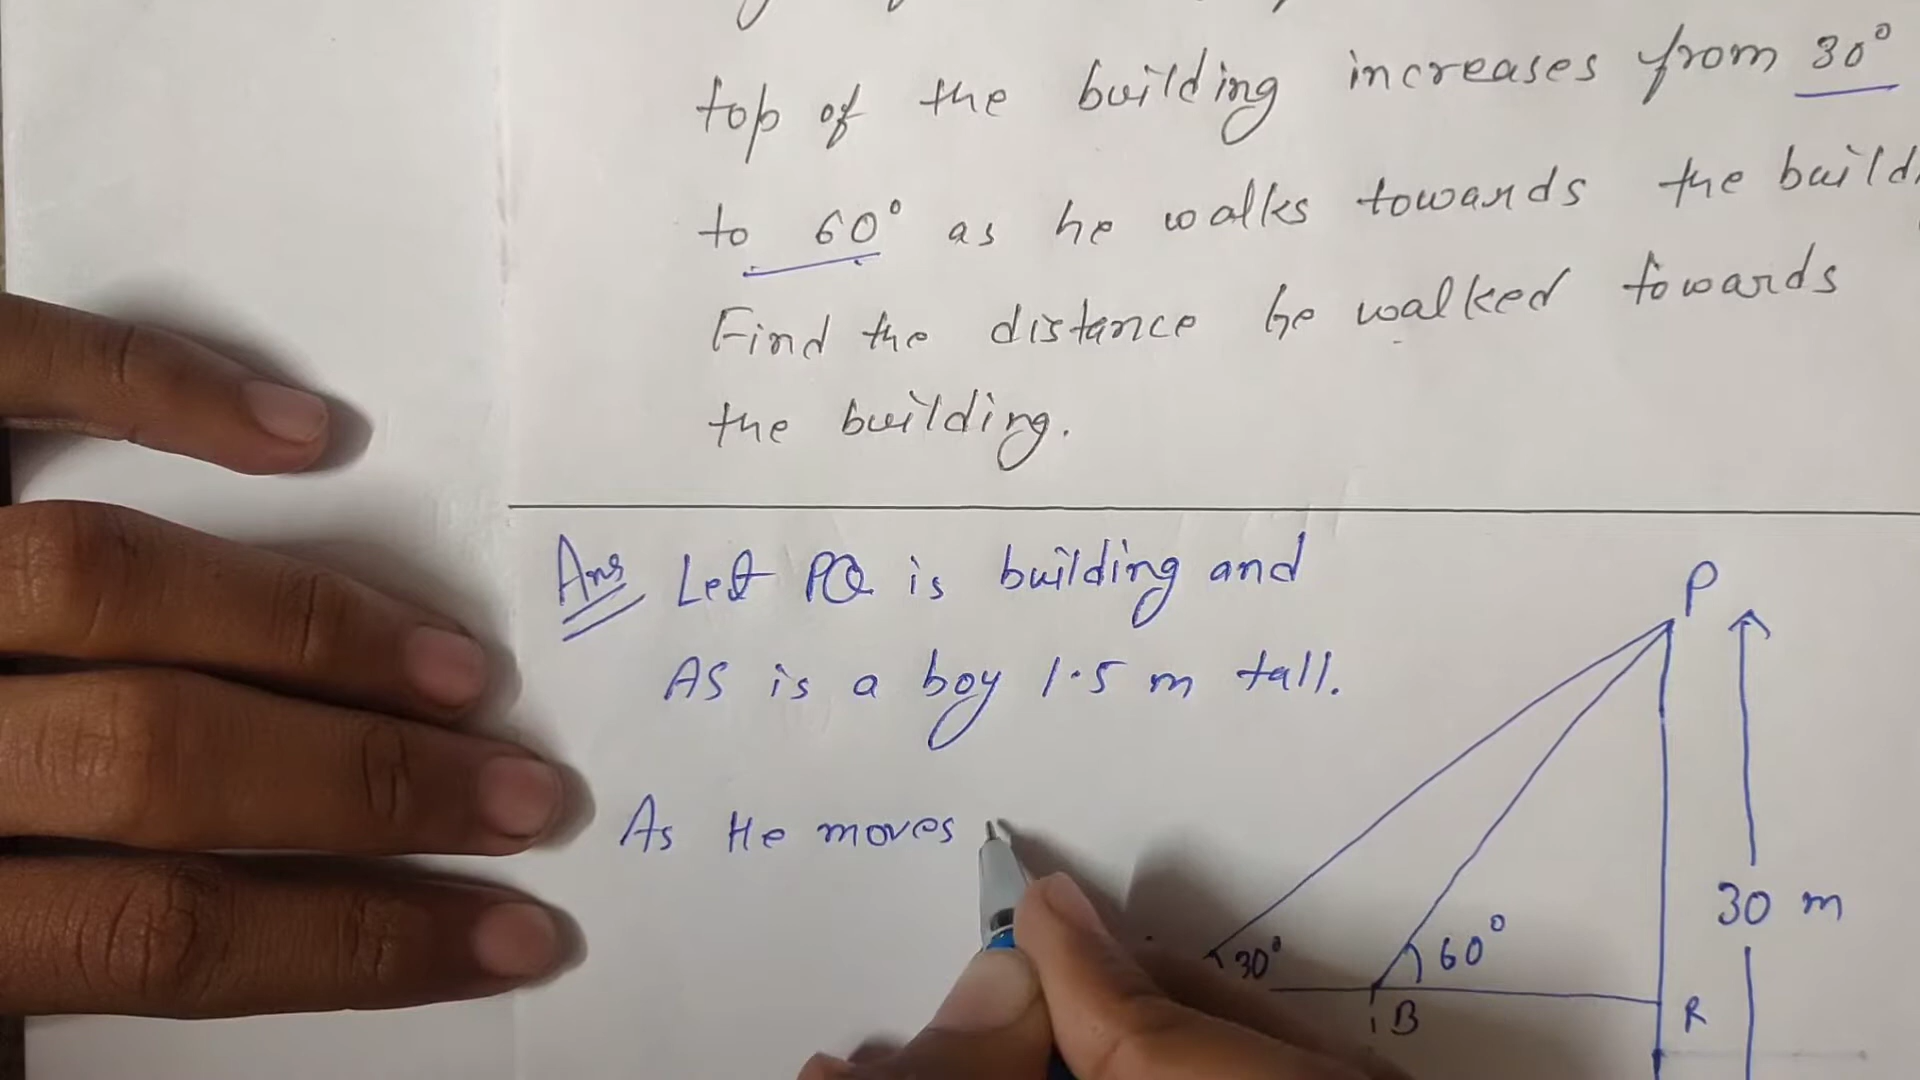 top of the building increases from 30°
to 60° as he walks towards the build
Find the distance he walked towards
the building.
Ans Let PQ is building and
AS is a boy 1.5 m tall.
As He moves
P
30 m
30°
60°
B
R